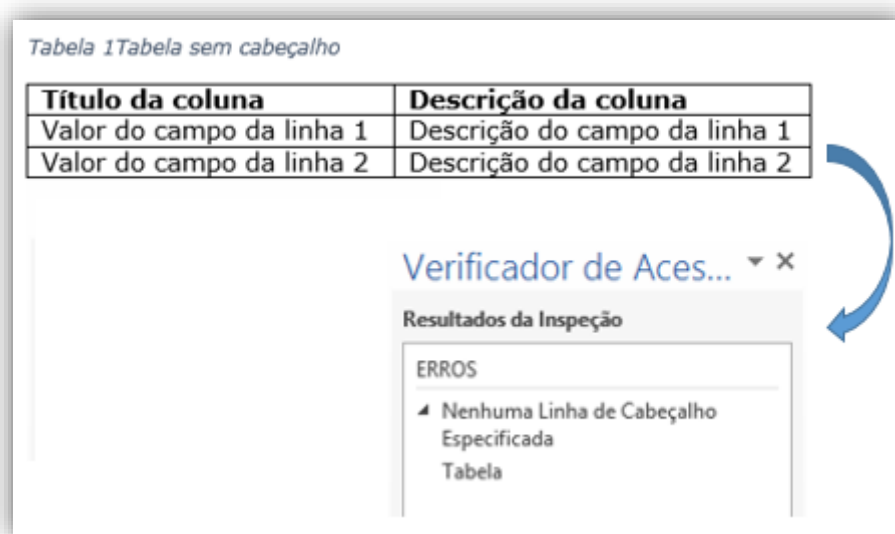 Tabela 1Tabela sem cabeçalho
Título da coluna Descrição da coluna
Valor do campo da linha 1 Descrição do campo da linha 1
Valor do campo da linha 2 Descrição do campo da linha 2
Verificador de Aces...
Resultados da Inspeção
ERROS
Nenhuma Linha de Cabeçalho
Especificada
Tabela